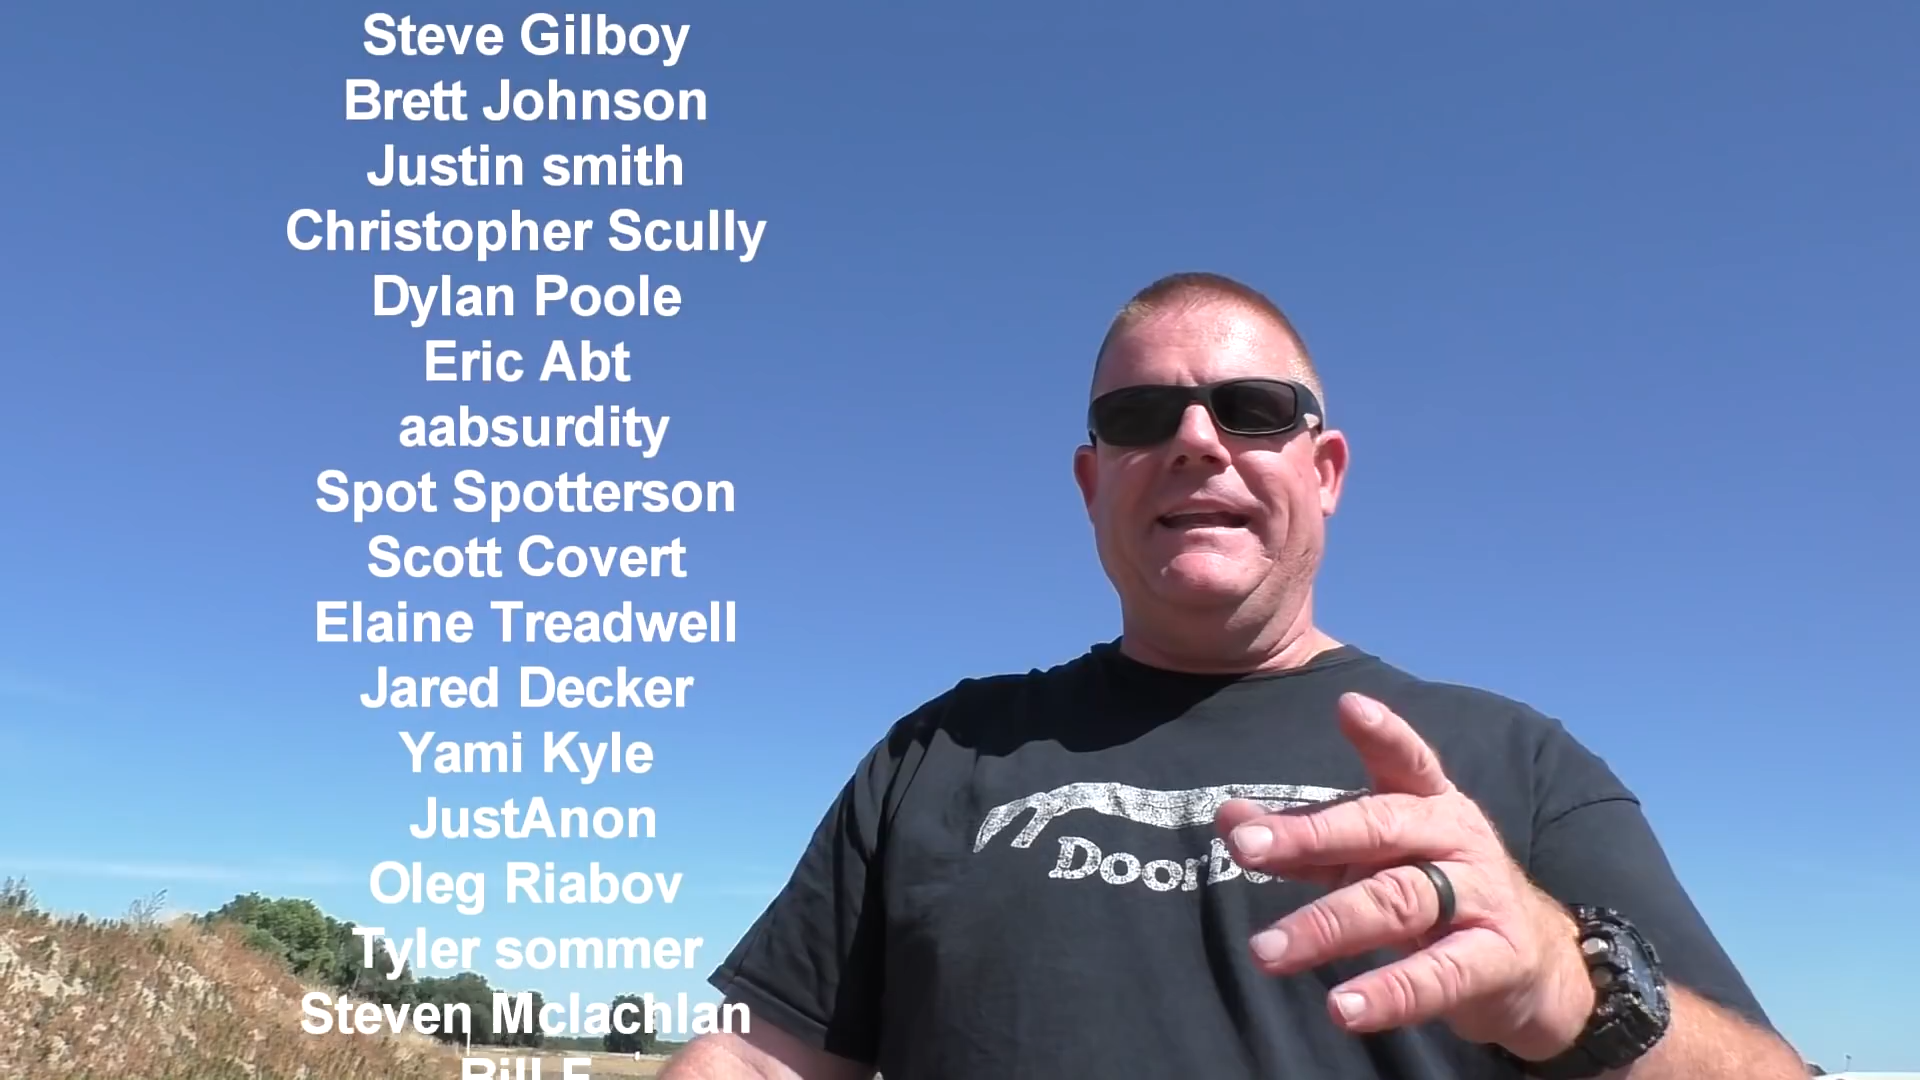 Steve Gilboy
Brett Johnson
Justin smith
Christopher Scully
Dylan Poole
Eric Abt
aabsurdity
Spot Spotterson
Scott Covert
Elaine Treadwell
Jared Decker
Yami Kyle
JustAnon
Oleg Riabov
Tyler sommer
Steven Mclachlan
Bill